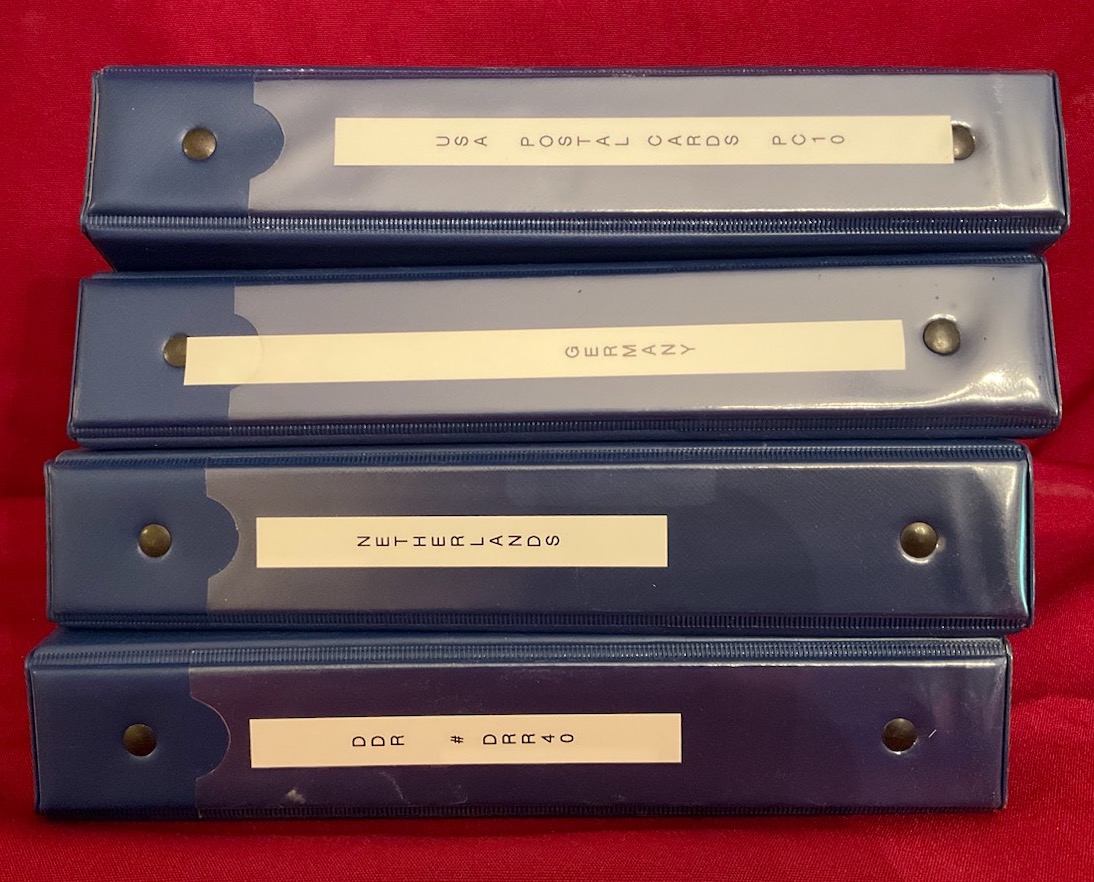 USA POSTAL CARDS PC10
GERMANY
NETHERLANDS
DDR # DRR40